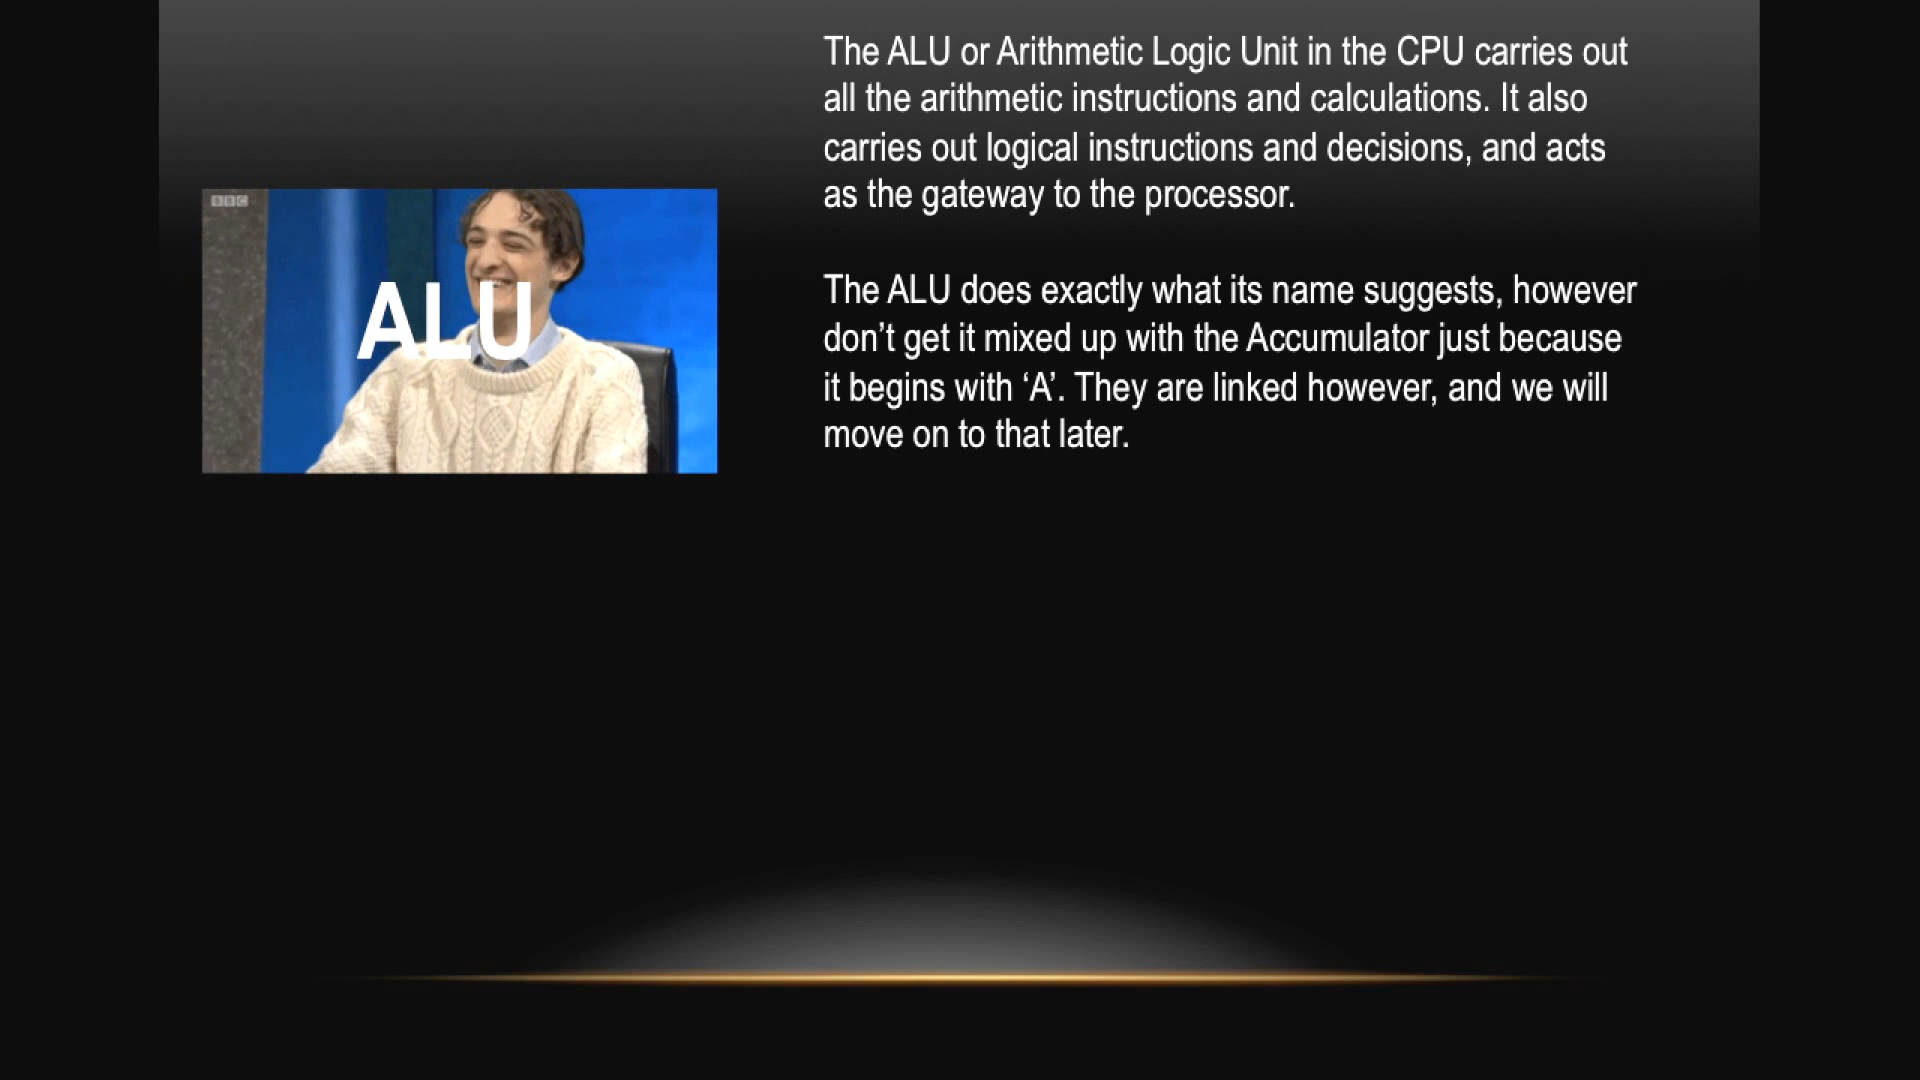 The ALU or Arithmetic Logic Unit in the CPU carries out
all the arithmetic instructions and calculations. It also
carries out logical instructions and decisions, and acts
as the gateway to the processor.
BBC
ALU
The ALU does exactly what its name suggests, however
don’t get it mixed up with the Accumulator just because
it begins with ‘A’. They are linked however, and we will
move on to that later.